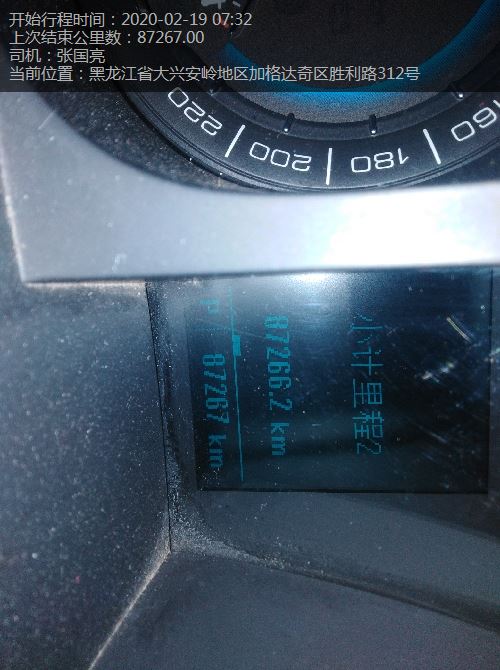 开始行程时间：2020-02-19 07:32
上次结束公里数：87267.00
司机：张国亮
当前位置：黑龙江省大兴安岭地区加格达奇区胜利路312号
220
200
180
160
小计里程2
87266.2 km
P 87267 km